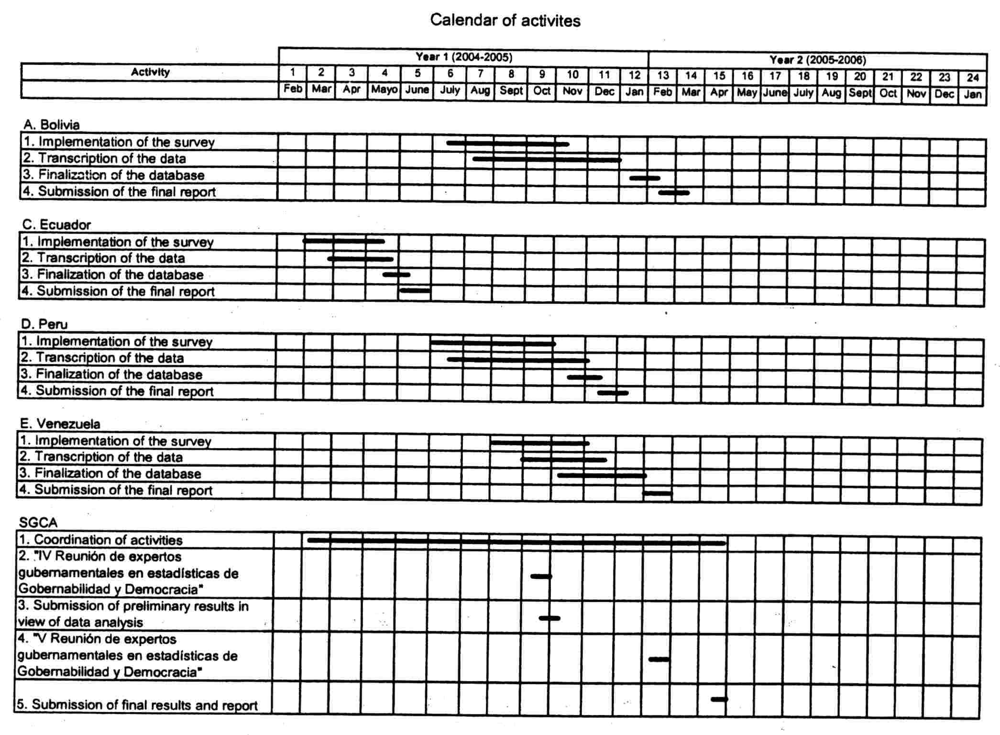 Calendar of activites
Year 1 (2004-2005) Year 2 (2005-2006)
Activity 1 2 3 4 5 6 7 8 9 10 11 12 13 14 15 16 17 18 19 20 21 22 23 24
Feb Mar Apr Mayo June July Aug Sept Oct Nov Dec Jan Feb Mar Apr May June July Aug Sept Oct Nov Dec Jan
A. Bolivia
1. Implementation of the survey
2. Transcription of the data
3. Finalization of the database
4. Submission of the final report
C. Ecuador
1. Implementation of the survey
2. Transcription of the data
3. Finalization of the database
4. Submission of the final report
D. Peru
1. Implementation of the survey
2. Transcription of the data
3. Finalization of the database
4. Submission of the final report
E. Venezuela
1. Implementation of the survey
2. Transcription of the data
3. Finalization of the database
4. Submission of the final report
SGCA
1. Coordination of activities
2. "IV Reunión de expertos
gubernamentales en estadísticas de
Gobernabilidad y Democracia"
3. Submission of preliminary results in
view of data analysis
4. "V Reunión de expertos
gubernamentales en estadísticas de
Gobernabilidad y Democracia"
5. Submission of final results and report